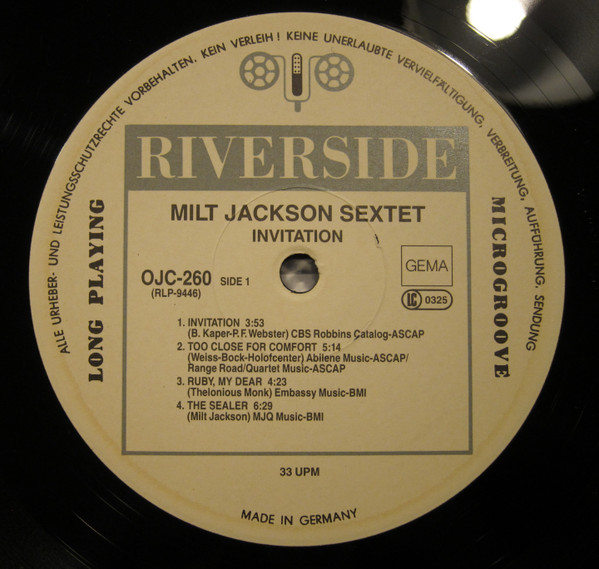 ALLE URHEBER- UND LEISTUNGSSCHUTZRECHTE VORBEHALTEN. KEIN VERLEIH! KEINE UNERLAUBTE VERVIELFÄLTIGUNG, VERBREITUNG, AUFFÜHRUNG, SENDUNG
RIVERSIDE
LONG PLAYING
MICROGROOVE
MILT JACKSON SEXTET
INVITATION
OJC-260 SIDE 1
(RLP-9446)
GEMA
LC 0325
1. INVITATION 3:53
(B. Kaper-P.F. Webster) CBS Robbins Catalog-ASCAP
2. TOO CLOSE FOR COMFORT 5:14
(Weiss-Bock-Holofcenter) Abilene Music-ASCAP/
Range Road/Quartet Music-ASCAP
3. RUBY, MY DEAR 4:23
(Thelonious Monk) Embassy Music-BMI
4. THE SEALER 6:29
(Milt Jackson) MJQ Music-BMI
33 UPM
MADE IN GERMANY